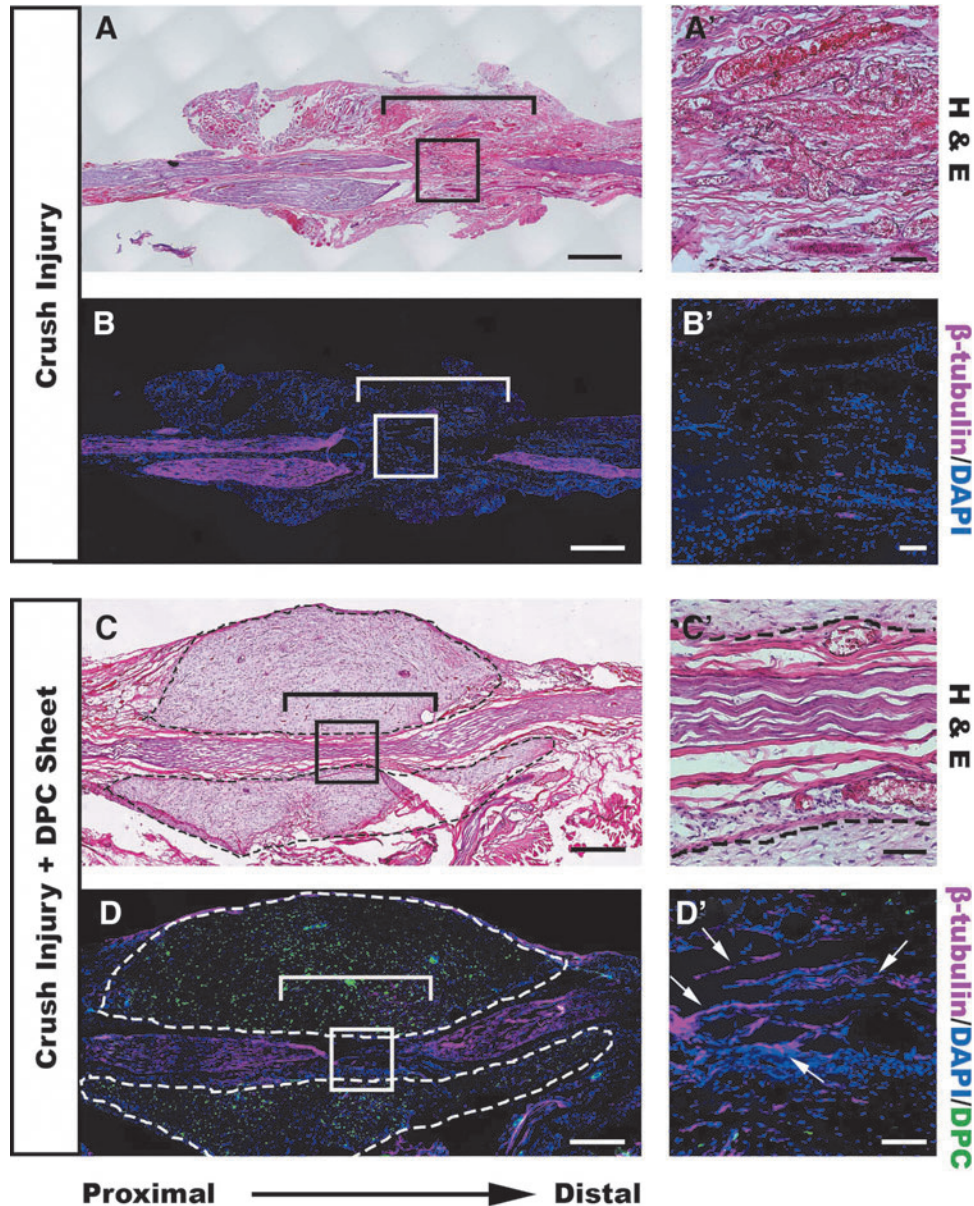 Crush Injury
A
A'
H & E
B
B'
β-tubulin/DAPI
Crush Injury + DPC Sheet
C
C'
H & E
D
D'
β-tubulin/DAPI/DPC
Proximal
Distal